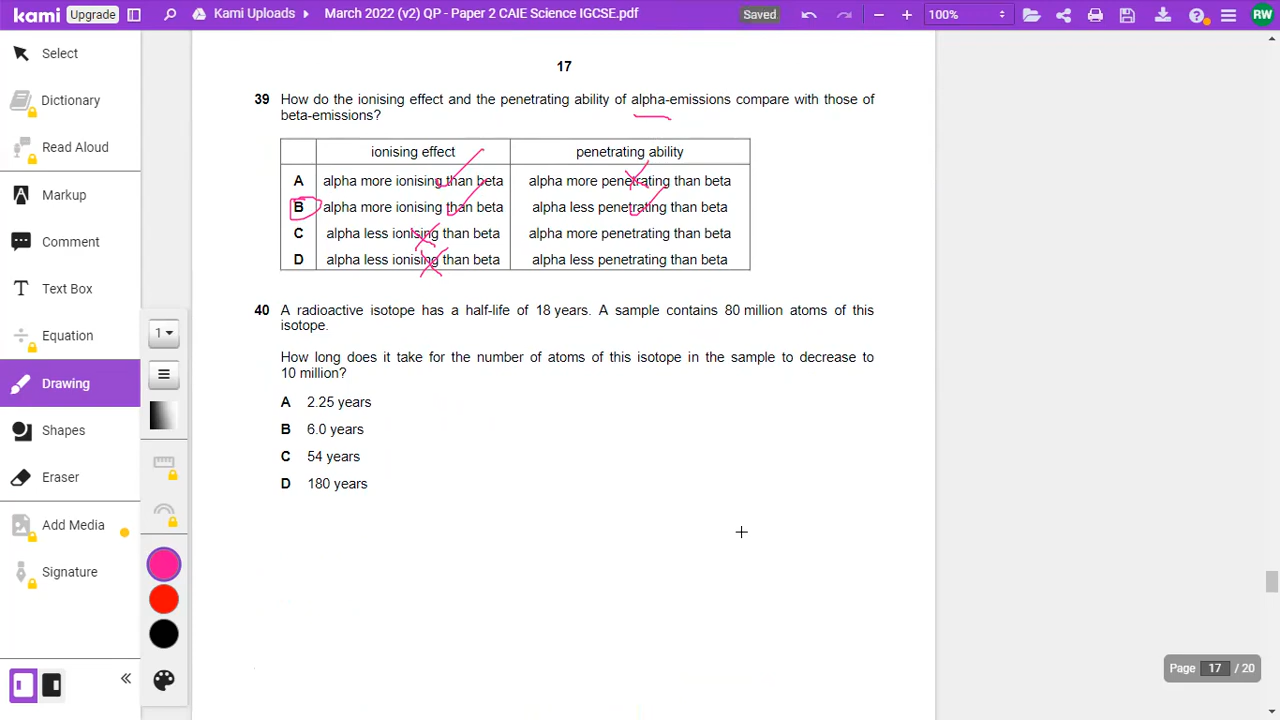 kami Upgrade Kami Uploads March 2022 (v2) QP - Paper 2 CAIE Science IGCSE.pdf Saved 100% RW
Select
Dictionary
Read Aloud
Markup
Comment
Text Box
Equation
Drawing
Shapes
Eraser
Add Media
Signature
1
17
39 How do the ionising effect and the penetrating ability of alpha-emissions compare with those of
beta-emissions?
ionising effect penetrating ability
A alpha more ionising than beta alpha more penetrating than beta
B alpha more ionising than beta alpha less penetrating than beta
C alpha less ionising than beta alpha more penetrating than beta
D alpha less ionising than beta alpha less penetrating than beta
40 A radioactive isotope has a half-life of 18 years. A sample contains 80 million atoms of this
isotope.
How long does it take for the number of atoms of this isotope in the sample to decrease to
10 million?
A 2.25 years
B 6.0 years
C 54 years
D 180 years
Page 17 / 20